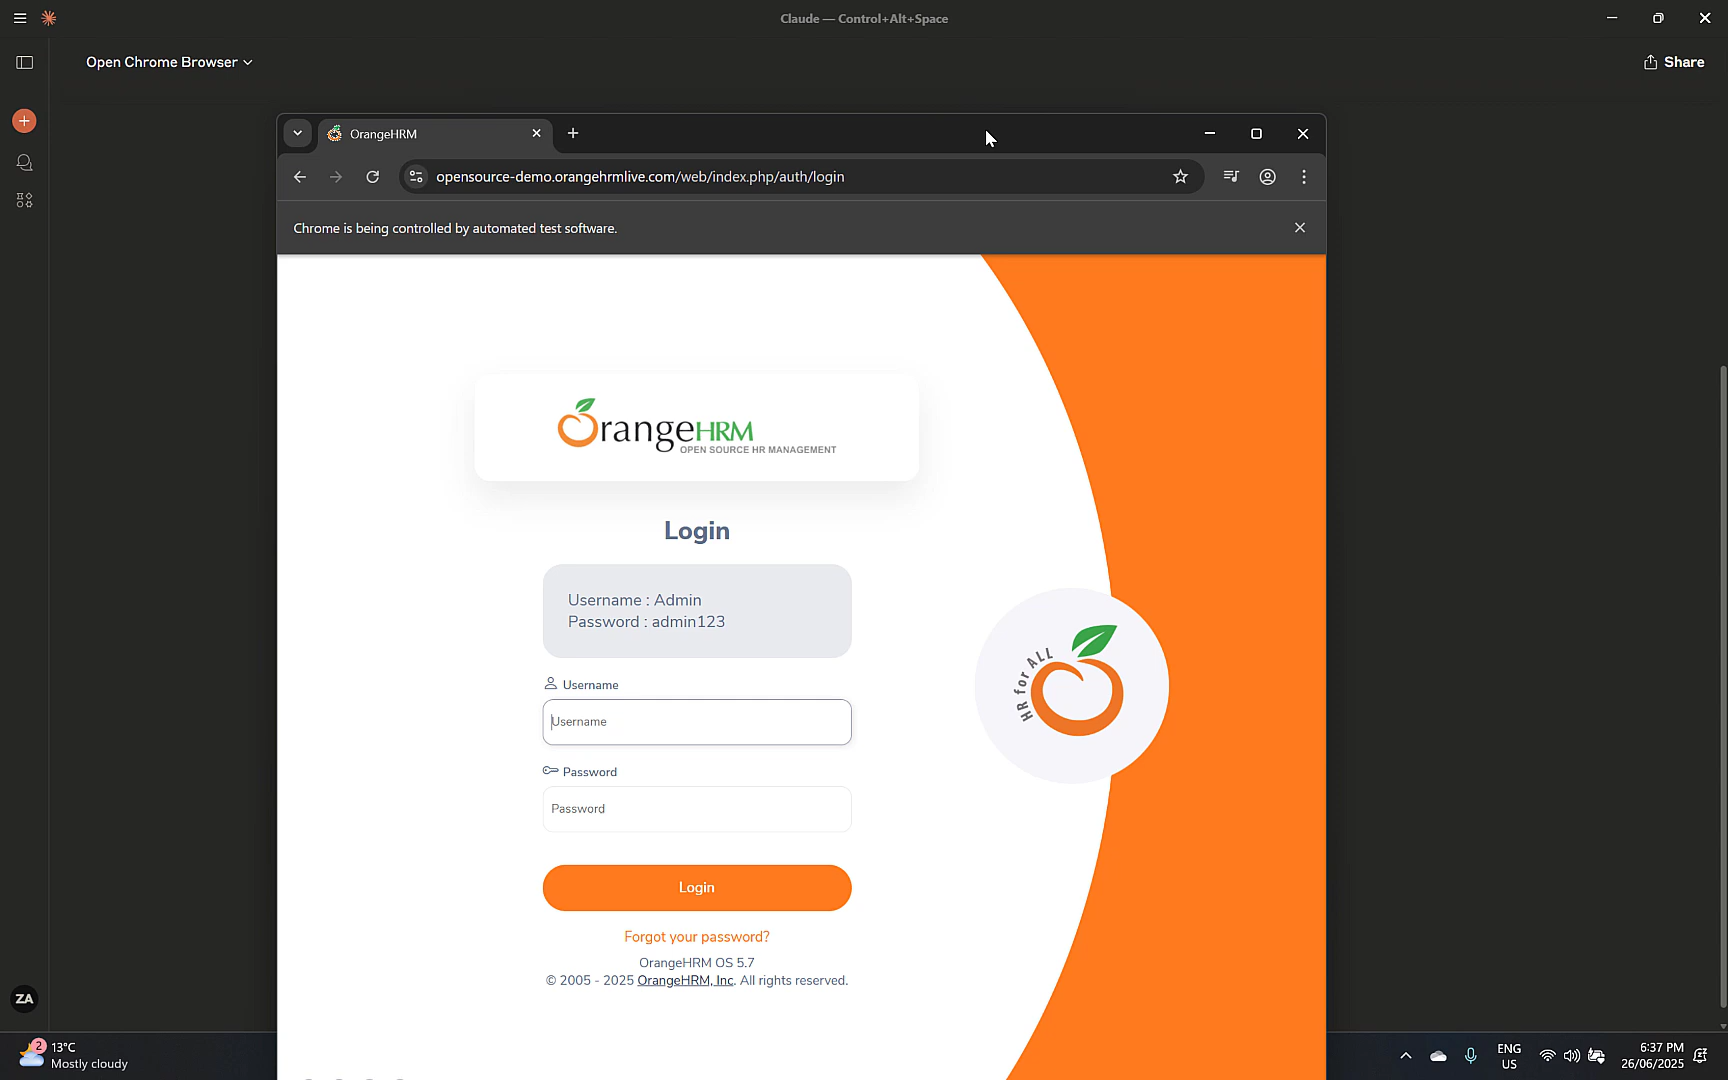 Claude — Control+Alt+Space
Open Chrome Browser
Share
OrangeHRM
opensource-demo.orangehrmlive.com/web/index.php/auth/login
Chrome is being controlled by automated test software.
OrangeHRM
OPEN SOURCE HR MANAGEMENT
Login
Username : Admin
Password : admin123
HR for ALL
Username
Username
Password
Password
Login
Forgot your password?
OrangeHRM OS 5.7
© 2005 - 2025 OrangeHRM, Inc. All rights reserved.
ZA
2
13°C
Mostly cloudy
ENG
US
6:37 PM
26/06/2025